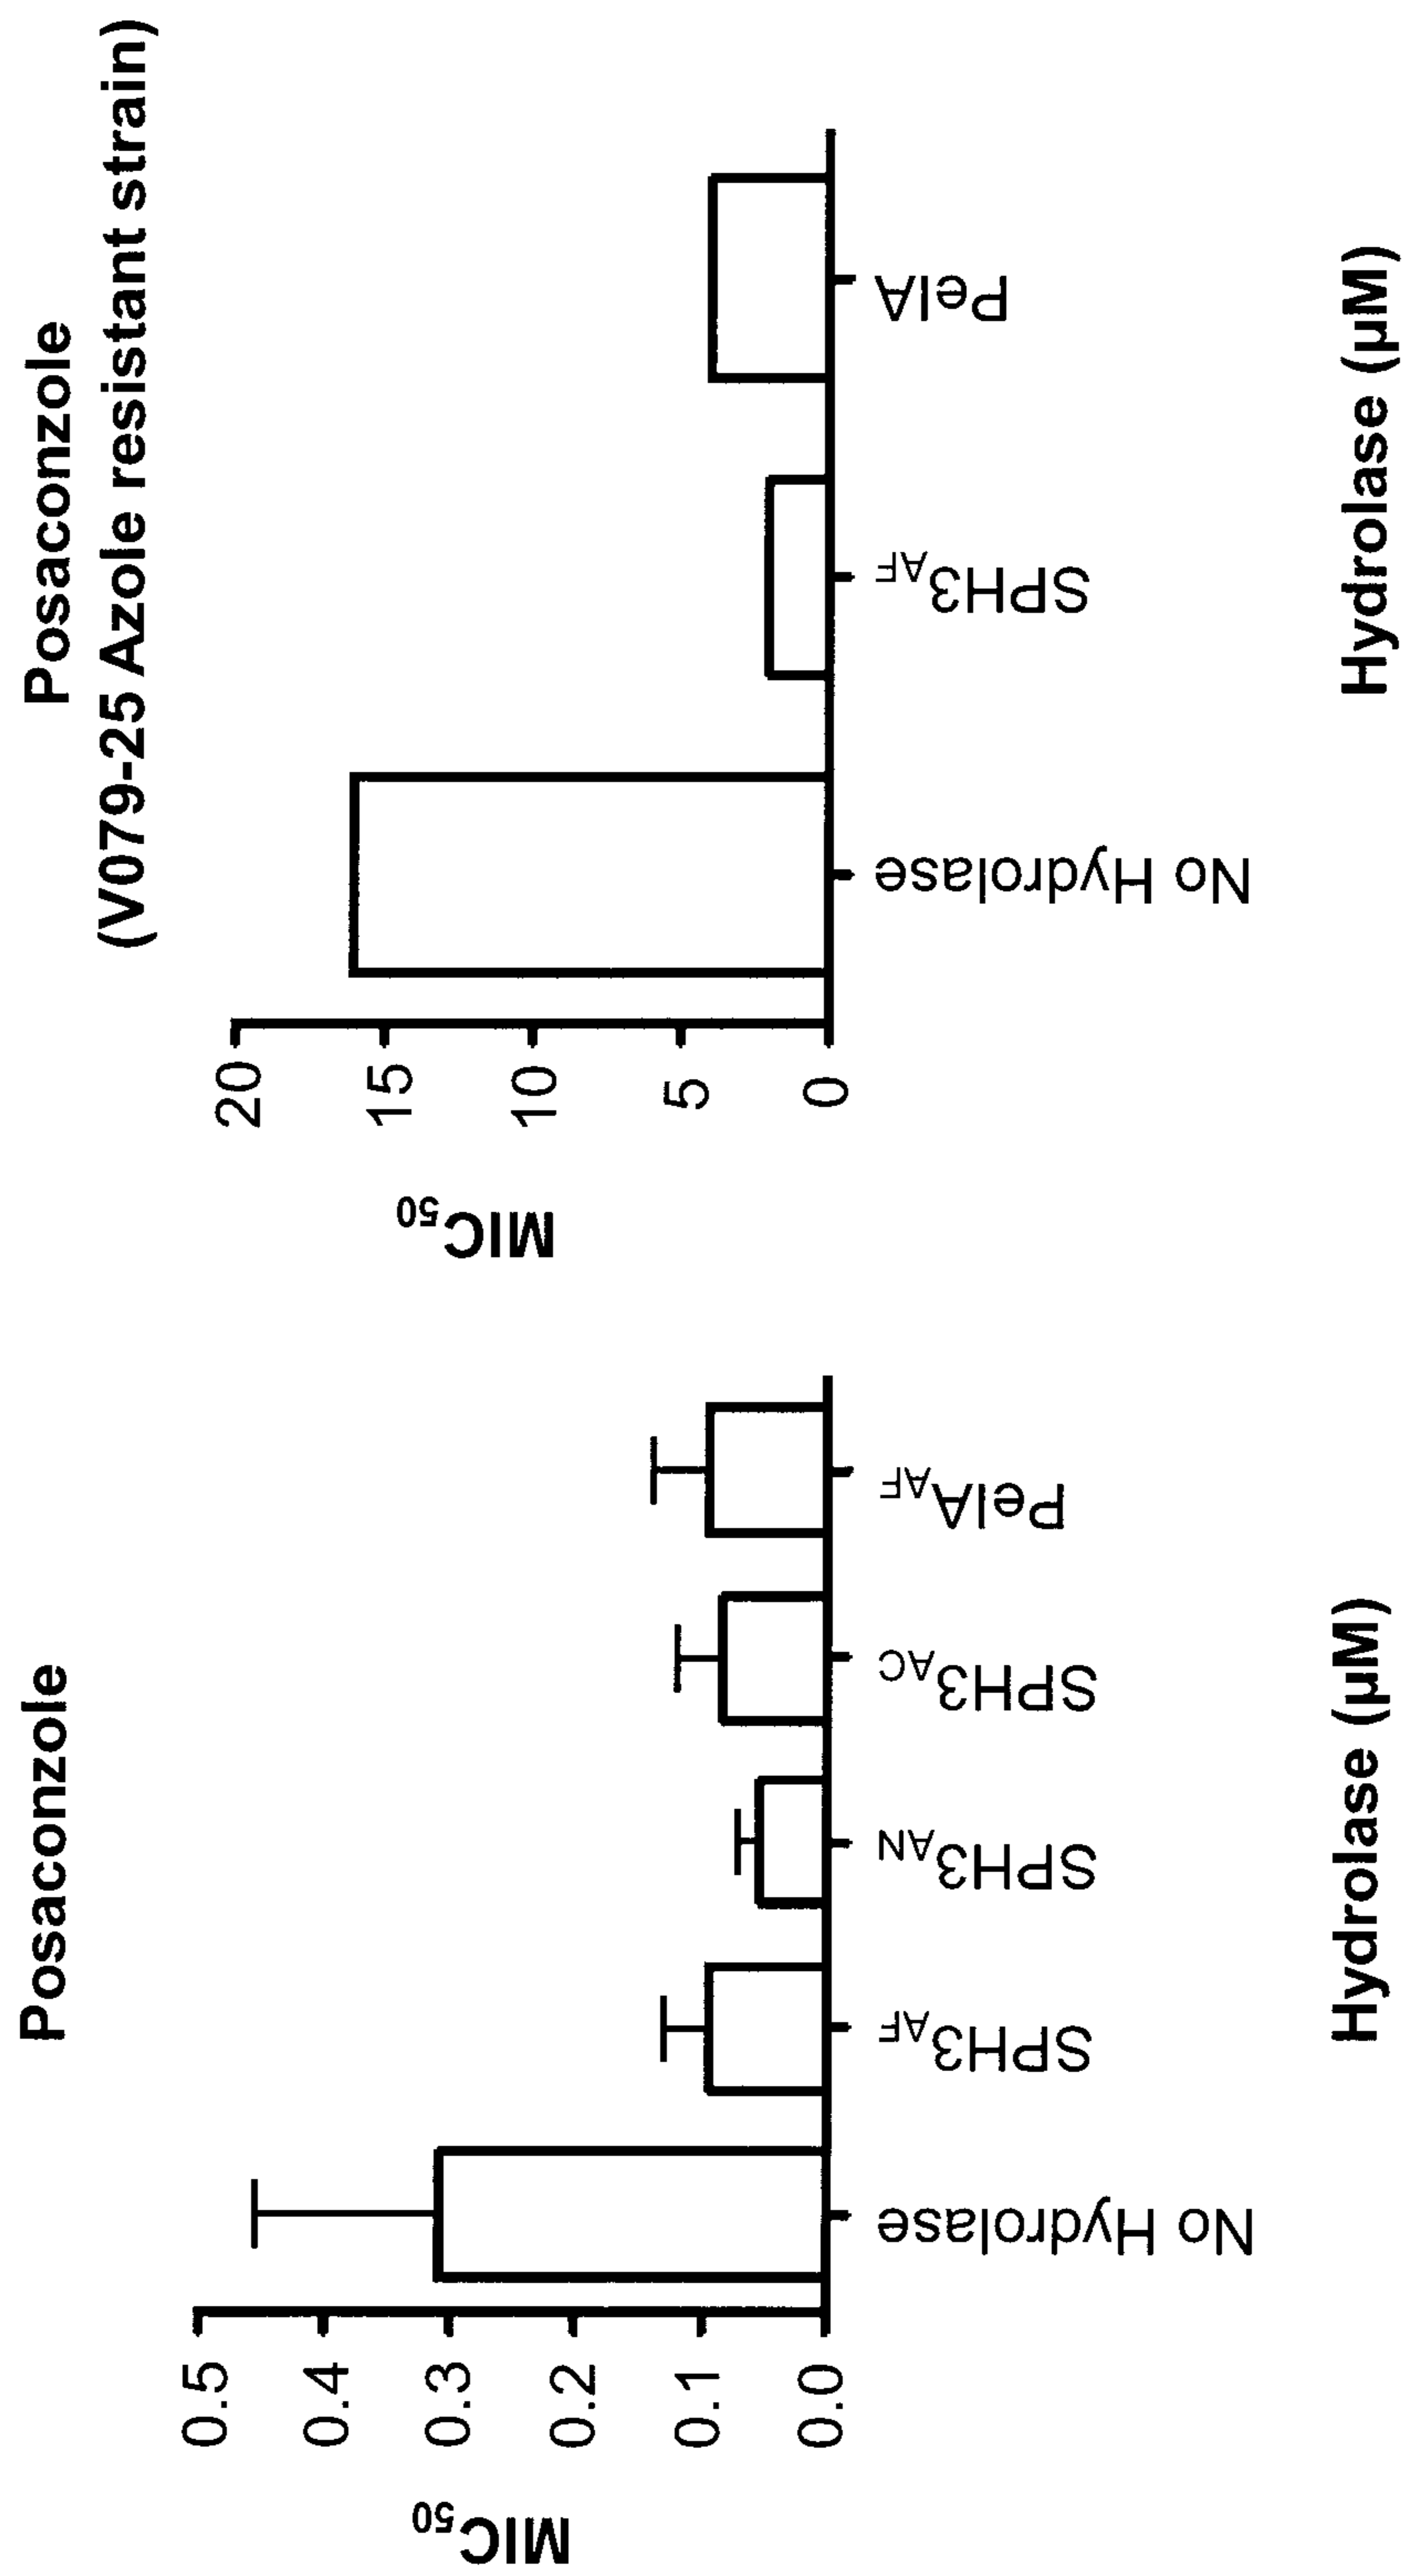 Posaconzole
MIC50
0.5
0.4
0.3
0.2
0.1
0.0
No Hydrolase
SPH3AF
SPH3AN
SPH3AC
PelAAF
Hydrolase (µM)
Posaconzole
(V079-25 Azole resistant strain)
MIC50
20
15
10
5
0
No Hydrolase
SPH3AF
PelA
Hydrolase (µM)